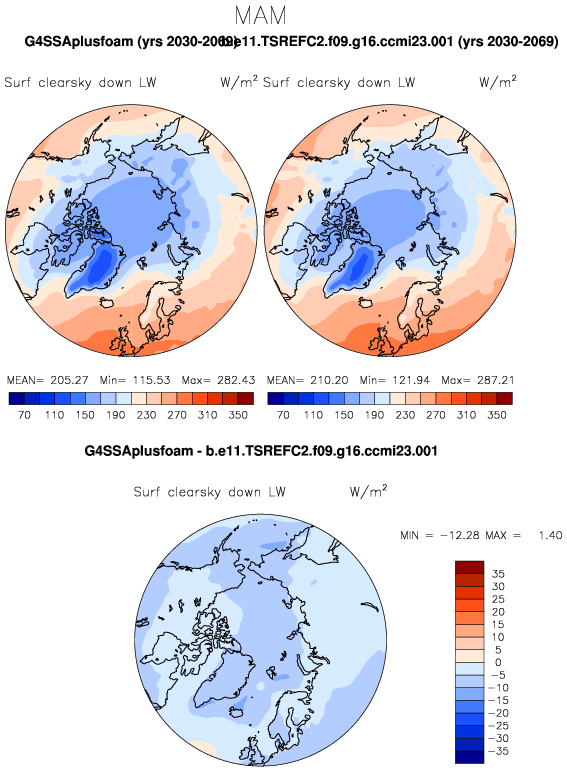 MAM
G4SSAplusfoam (yrs 2030-2069) b.e11.TSREFC2.f09.g16.ccmi23.001 (yrs 2030-2069)
Surf clearsky down LW W/m² Surf clearsky down LW W/m²
MEAN= 205.27 Min= 115.53 Max= 282.43 MEAN= 210.20 Min= 121.94 Max= 287.21
70 110 150 190 230 270 310 350 70 110 150 190 230 270 310 350
G4SSAplusfoam - b.e11.TSREFC2.f09.g16.ccmi23.001
Surf clearsky down LW W/m²
MIN = -12.28 MAX = 1.40
35
30
25
20
15
10
5
0
-5
-10
-15
-20
-25
-30
-35